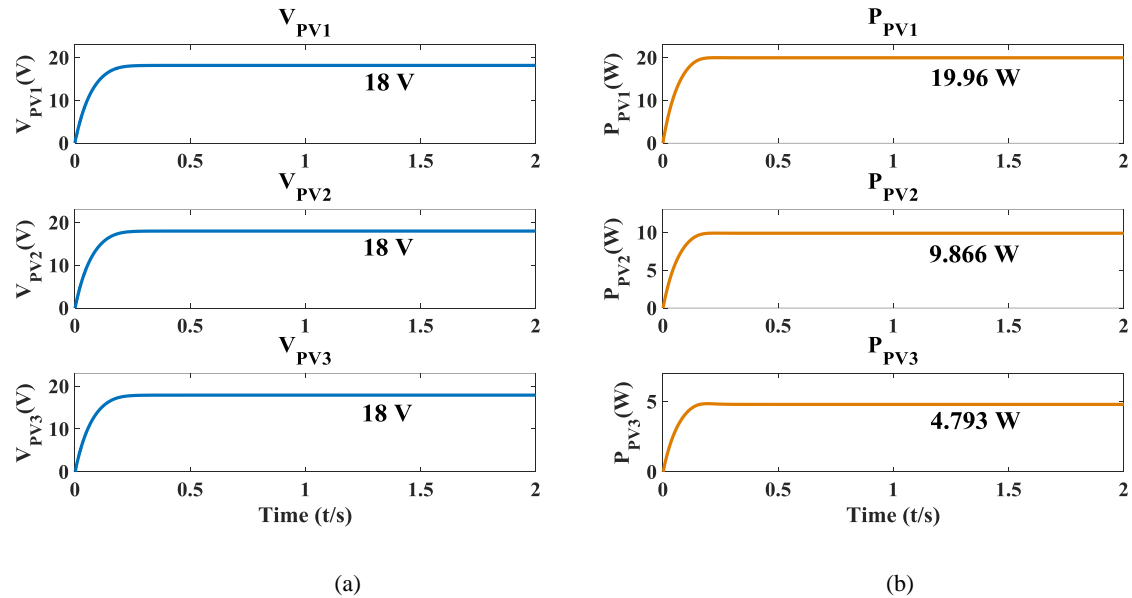 V_PV1
V_PV1(V)
20
10
0
18 V
0 0.5 1 1.5 2
V_PV2
V_PV2(V)
20
10
0
18 V
0 0.5 1 1.5 2
V_PV3
V_PV3(V)
20
10
0
18 V
0 0.5 1 1.5 2
Time (t/s)
(a)
P_PV1
P_PV1(W)
20
10
0
19.96 W
0 0.5 1 1.5 2
P_PV2
P_PV2(W)
10
5
0
9.866 W
0 0.5 1 1.5 2
P_PV3
P_PV3(W)
5
0
4.793 W
0 0.5 1 1.5 2
Time (t/s)
(b)